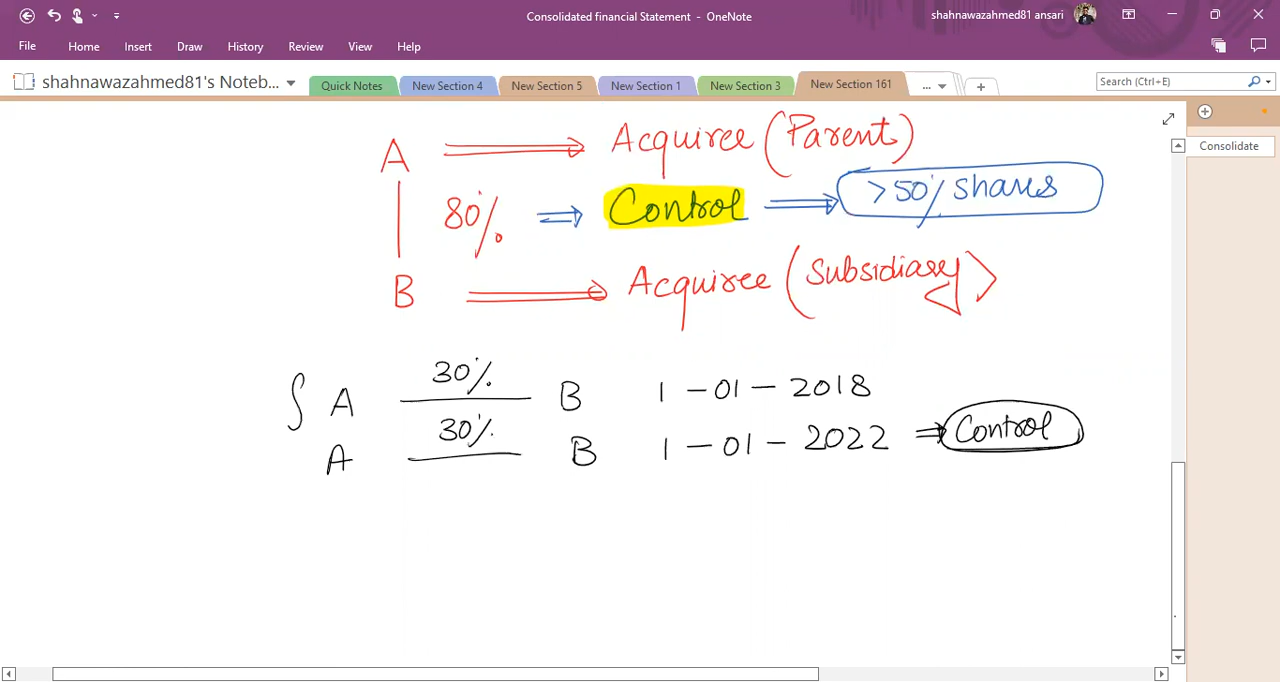 Consolidated financial Statement - OneNote
shahnawazahmed81 ansari
File Home Insert Draw History Review View Help
shahnawazahmed81's Noteb... Quick Notes New Section 4 New Section 5 New Section 1 New Section 3 New Section 161 ... Search (Ctrl+E)
Consolidate
A ⟹ Acquiree (Parent)
80% ⟹ Control ⟹ >50% shares
B ⟹ Acquiree (Subsidiary)
A 30% B 1-01-2018
A 30% B 1-01-2022 ⟹ Control